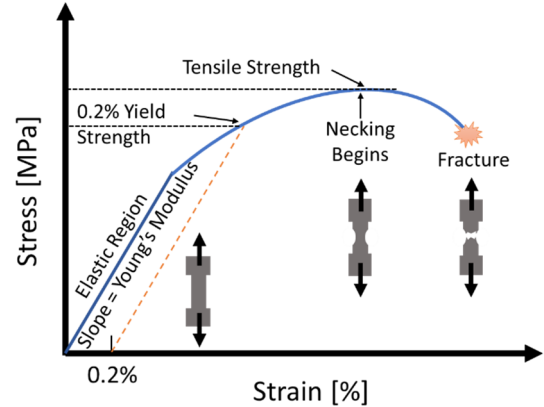 Tensile Strength
0.2% Yield
Strength
Necking
Begins
Fracture
Stress [MPa]
Elastic Region
Slope = Young's Modulus
0.2%
Strain [%]